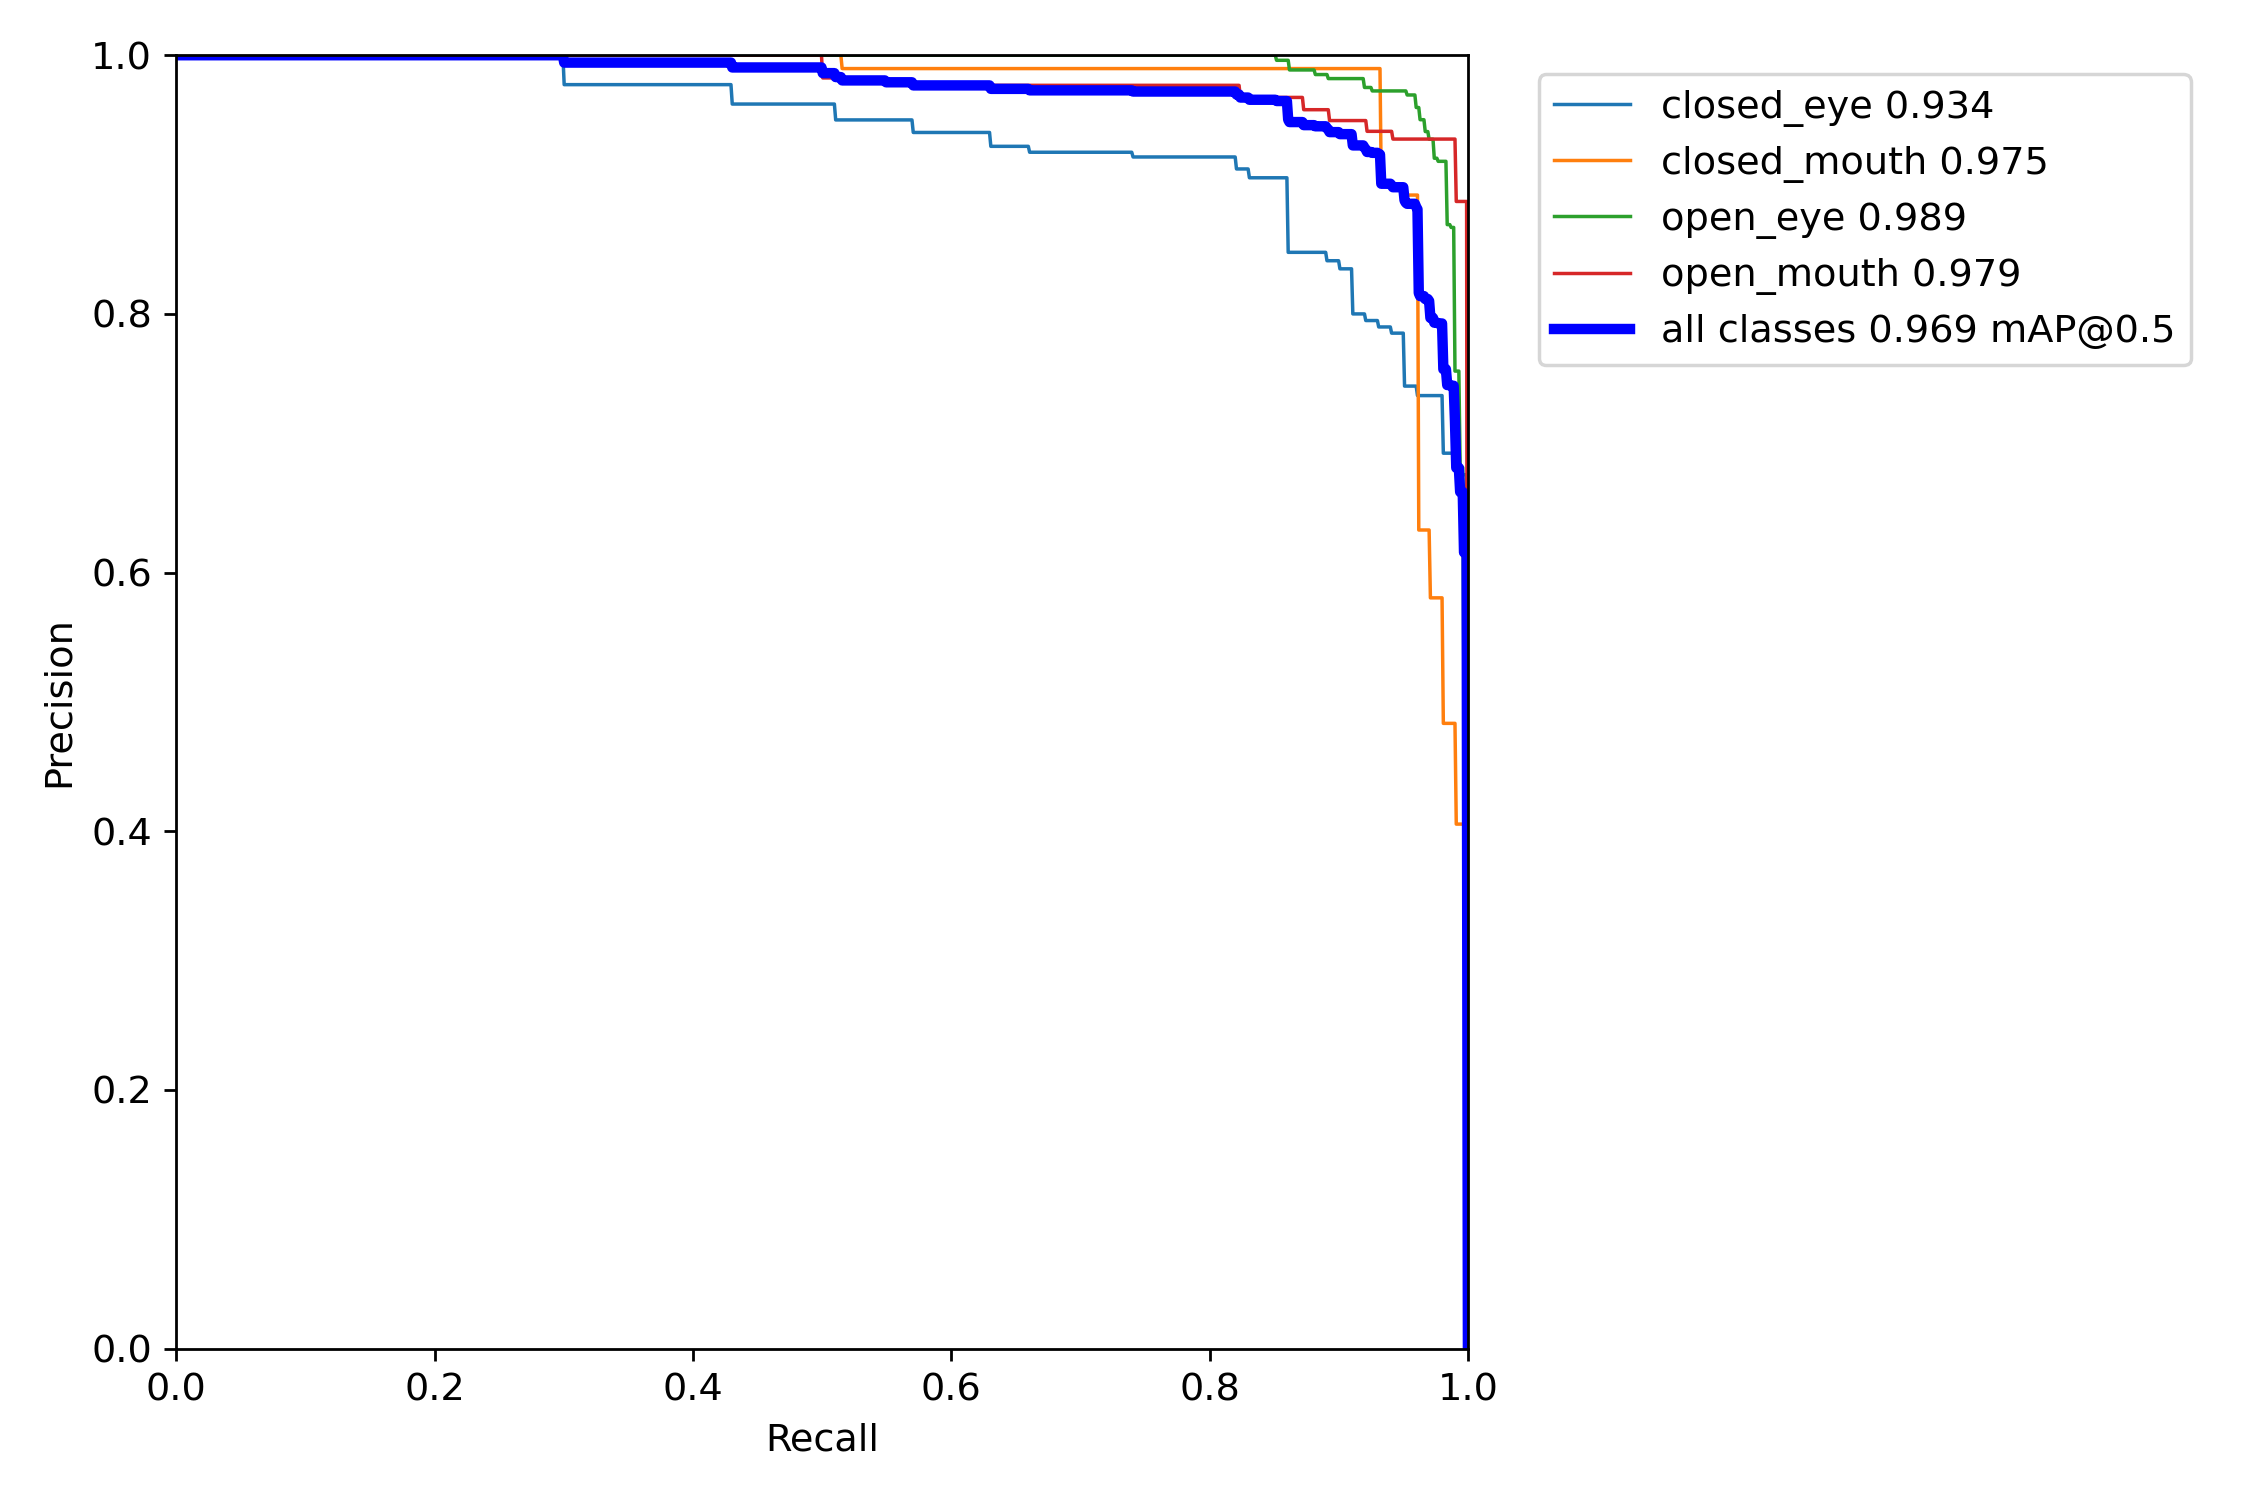 1.0
0.8
0.6
0.4
0.2
0.0
Precision
0.0 0.2 0.4 0.6 0.8 1.0
Recall
closed_eye 0.934
closed_mouth 0.975
open_eye 0.989
open_mouth 0.979
all classes 0.969 mAP@0.5